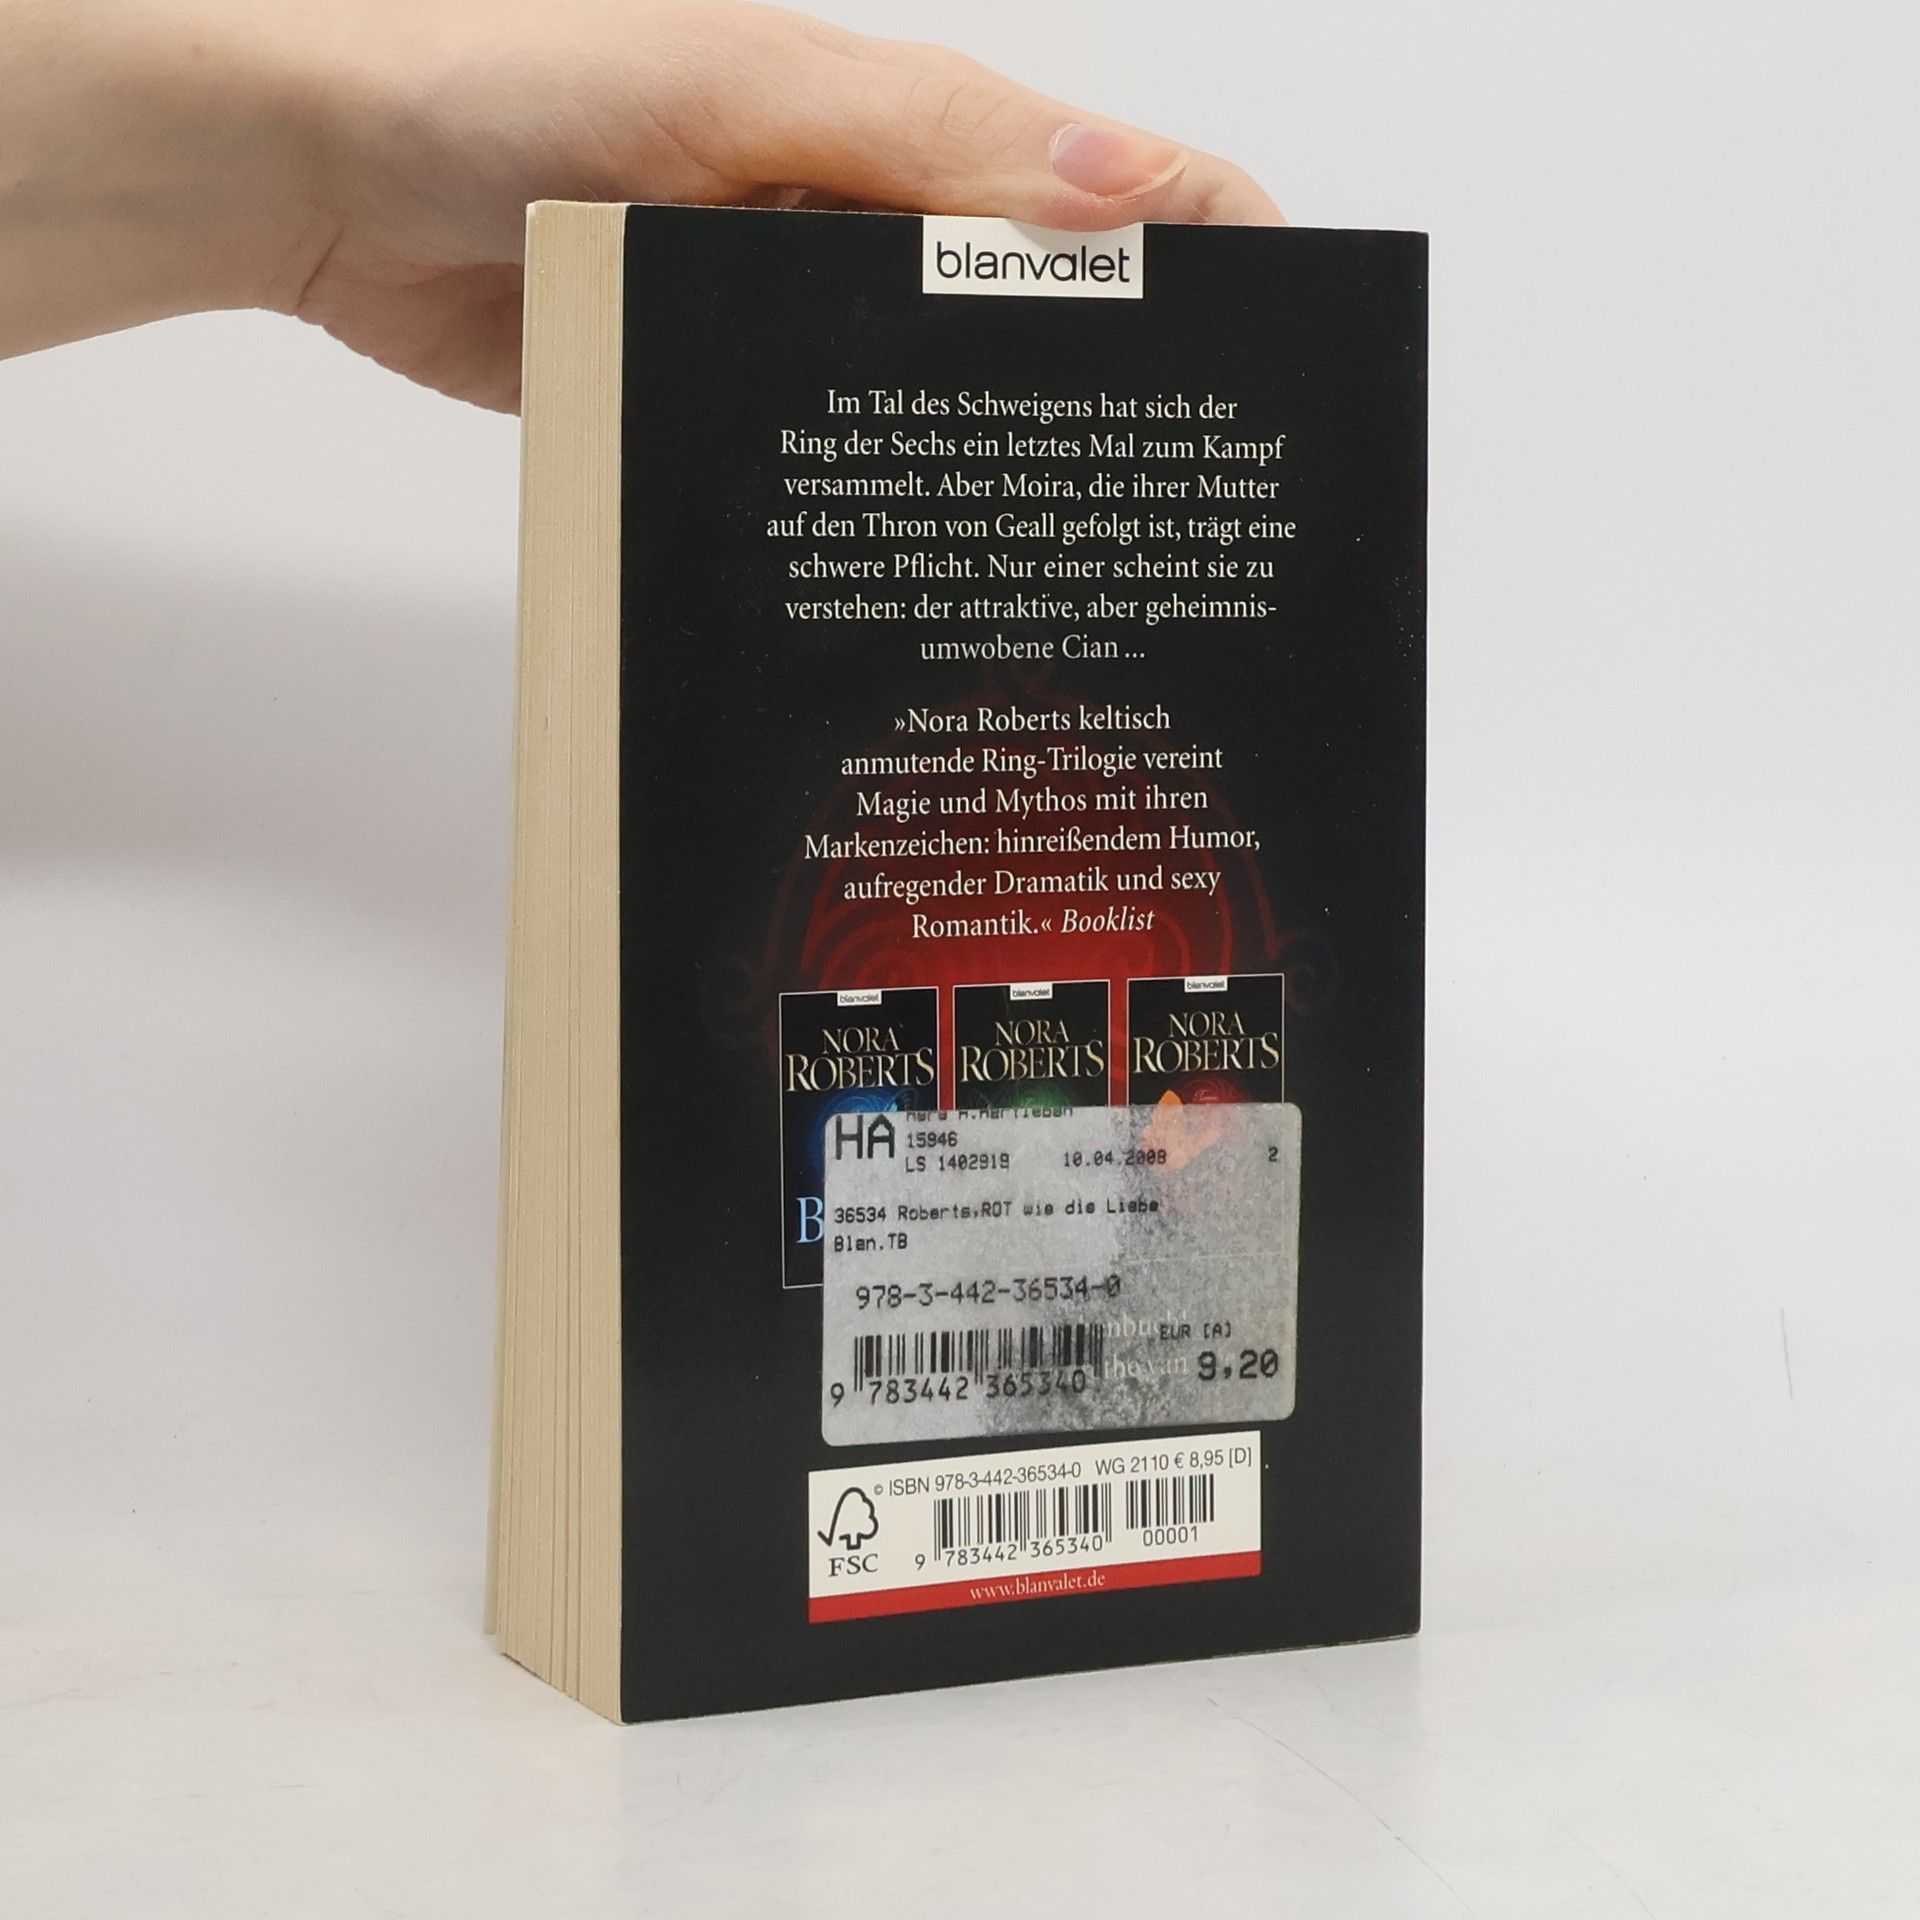 blanvalet
Im Tal des Schweigens hat sich der
Ring der Sechs ein letztes Mal zum Kampf
versammelt. Aber Moira, die ihrer Mutter
auf den Thron von Geall gefolgt ist, trägt eine
schwere Pflicht. Nur einer scheint sie zu
verstehen: der attraktive, aber geheimnis-
umwobene Cian ...
»Nora Roberts keltisch
anmutende Ring-Trilogie vereint
Magie und Mythos mit ihren
Markenzeichen: hinreißendem Humor,
aufregender Dramatik und sexy
Romantik.« Booklist
blanvalet
NORA
ROBERTS
blanvalet
NORA
ROBERTS
blanvalet
NORA
ROBERTS
B
HA
15946
LS 1402919 10.04.2008 2
36534 Roberts,ROT wie die Liebe
Blan.TB
978-3-442-36534-0
EUR [A]
9,20
9 783442 365340
© ISBN 978-3-442-36534-0 WG 2110 € 8,95 [D]
FSC
9 783442 365340 00001
www.blanvalet.de